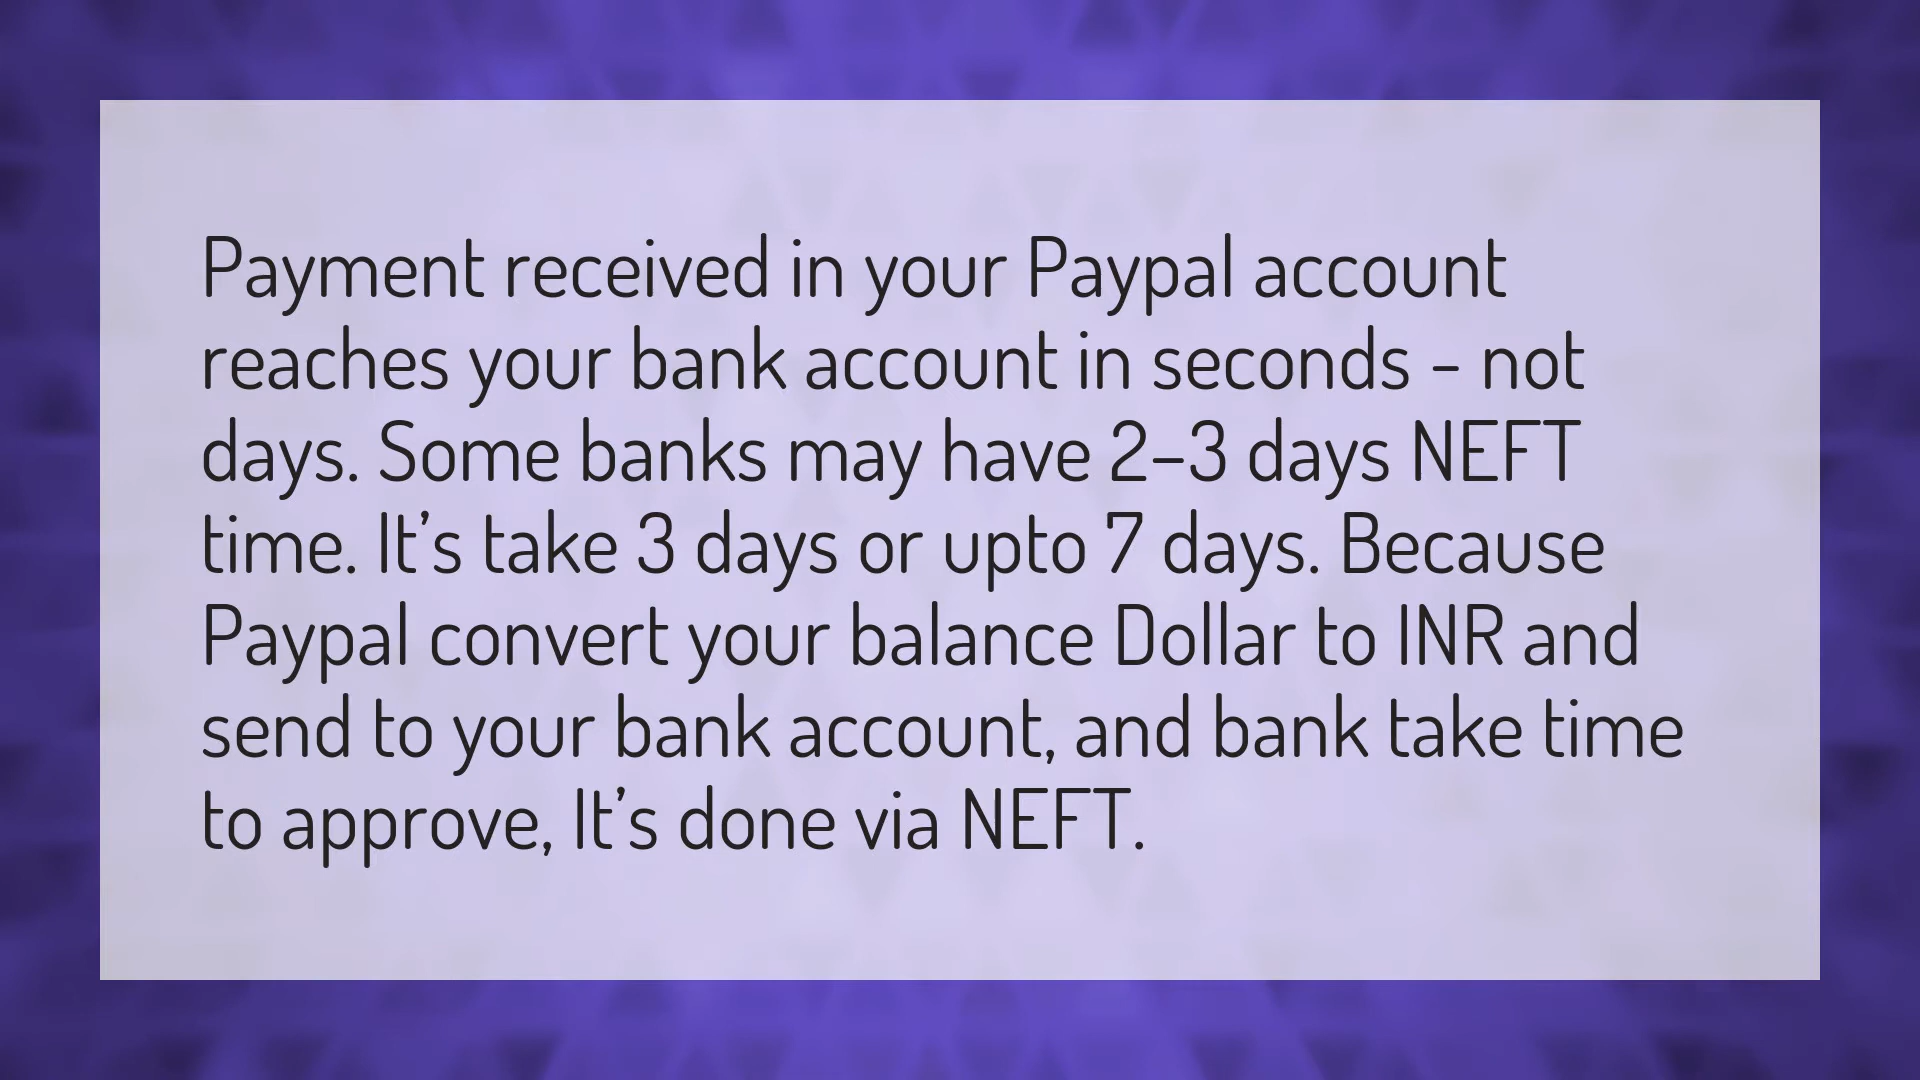 Payment received in your Paypal account
reaches your bank account in seconds - not
days. Some banks may have 2–3 days NEFT
time. It’s take 3 days or upto 7 days. Because
Paypal convert your balance Dollar to INR and
send to your bank account, and bank take time
to approve, It’s done via NEFT.